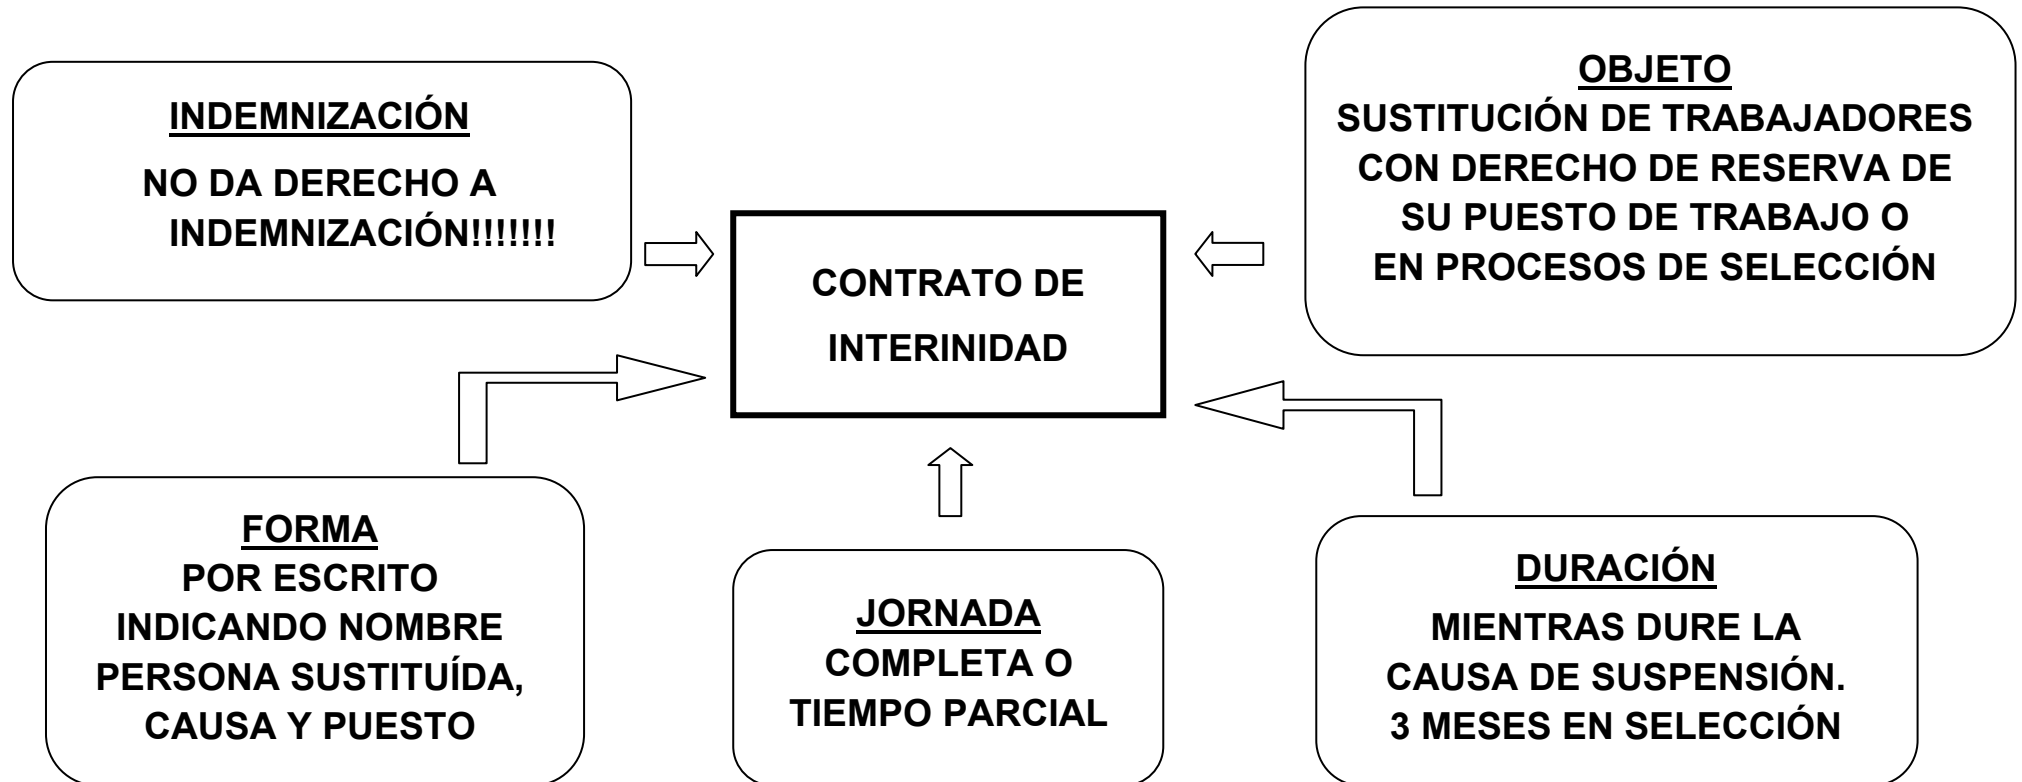 INDEMNIZACIÓN
NO DA DERECHO A
INDEMNIZACIÓN!!!!!!!
OBJETO
SUSTITUCIÓN DE TRABAJADORES
CON DERECHO DE RESERVA DE
SU PUESTO DE TRABAJO O
EN PROCESOS DE SELECCIÓN
CONTRATO DE
INTERINIDAD
FORMA
POR ESCRITO
INDICANDO NOMBRE
PERSONA SUSTITUÍDA,
CAUSA Y PUESTO
JORNADA
COMPLETA O
TIEMPO PARCIAL
DURACIÓN
MIENTRAS DURE LA
CAUSA DE SUSPENSIÓN.
3 MESES EN SELECCIÓN